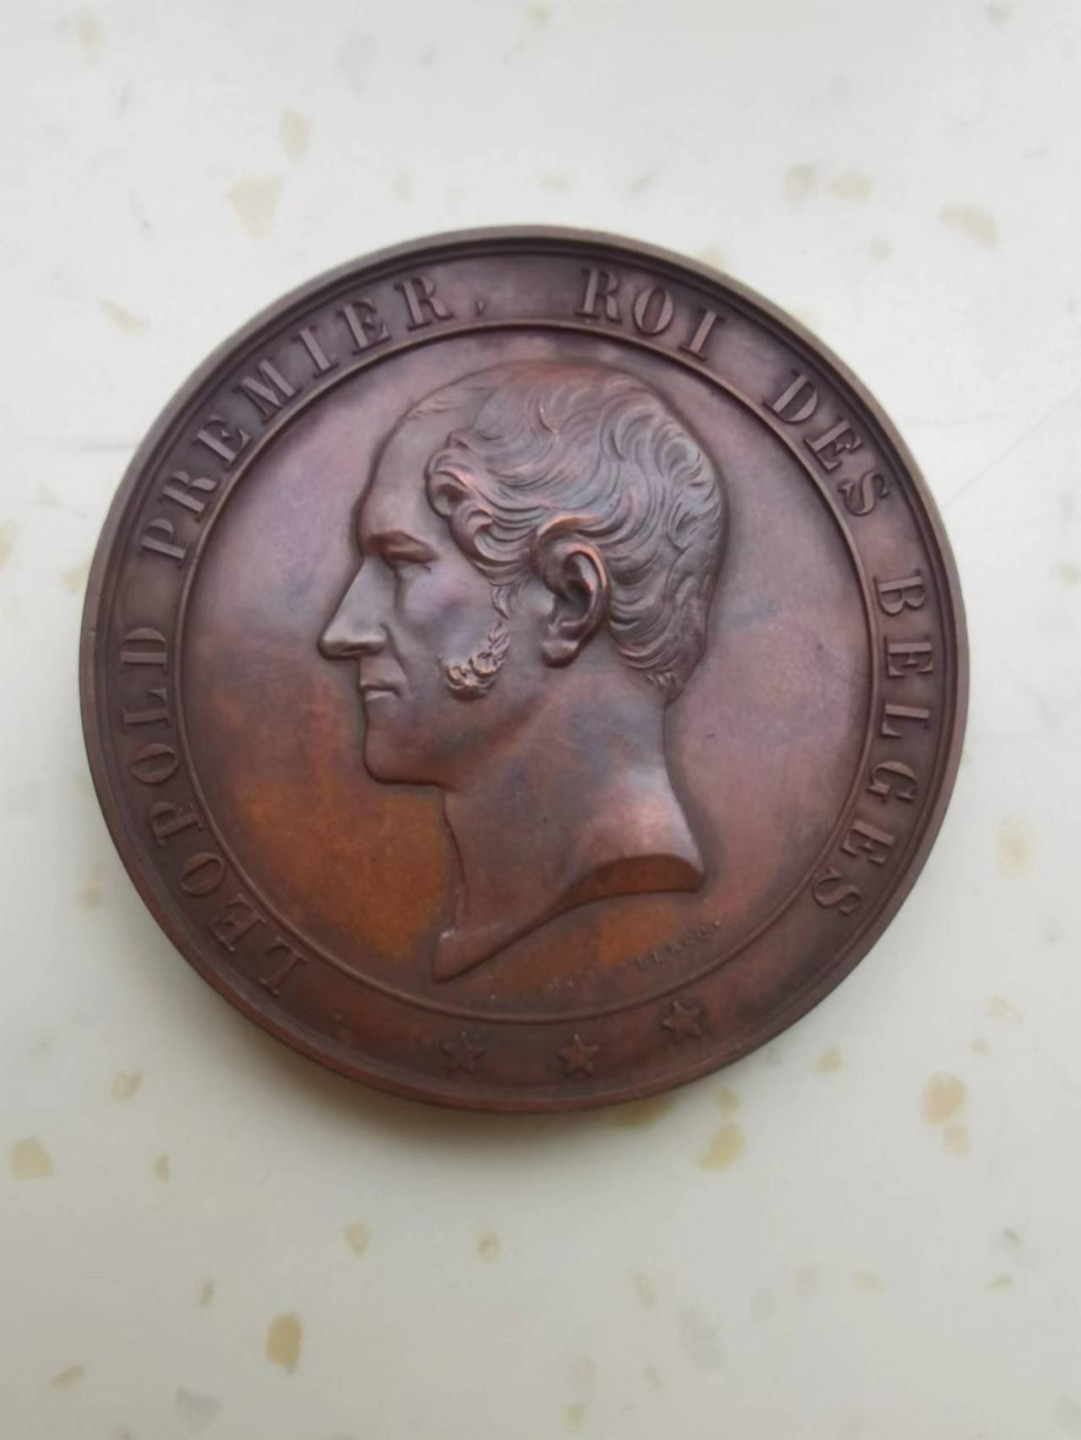 LEOPOLD PREMIER, ROI DES BELGES